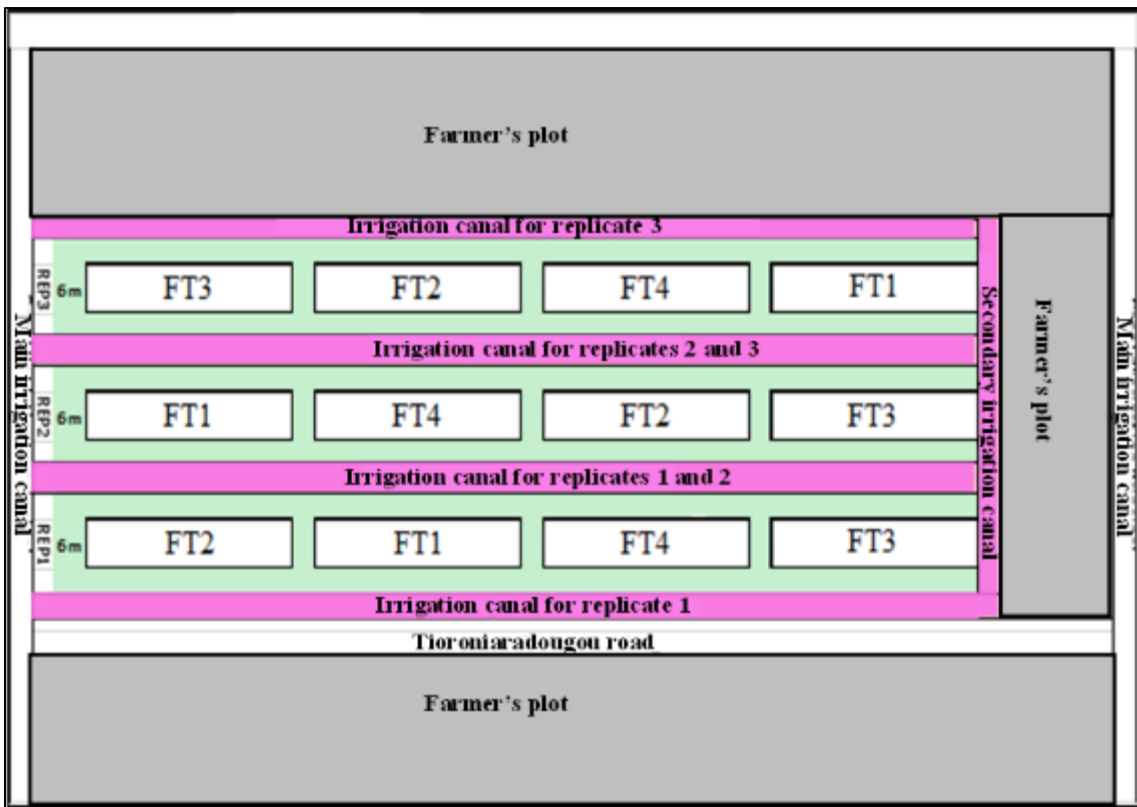 Farmer's plot
Irrigation canal for replicate 3
REP3
6m
FT3
FT2
FT4
FT1
Irrigation canal for replicates 2 and 3
REP2
6m
FT1
FT4
FT2
FT3
Irrigation canal for replicates 1 and 2
REP1
6m
FT2
FT1
FT4
FT3
Irrigation canal for replicate 1
Main irrigation canal
Secondary irrigation canal
Farmer's plot
Main irrigation canal
Tioroniaradougou road
Farmer's plot